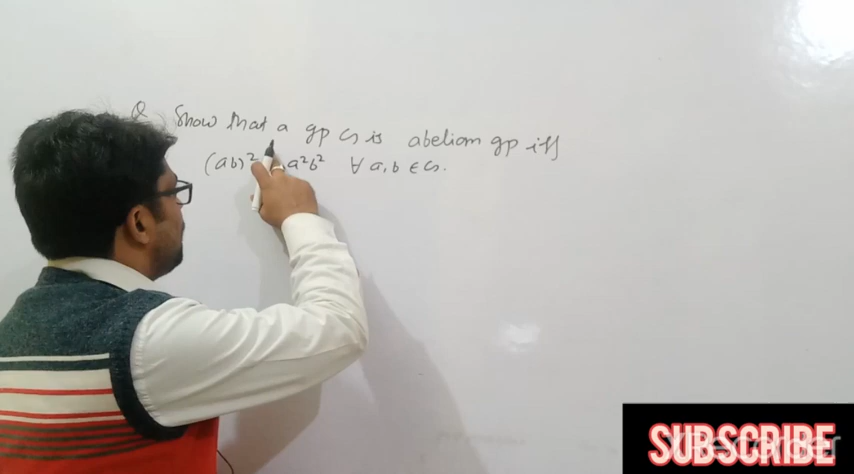 Q Show that a gp G is abelian gp iff
(ab)² a²b² ∀ a, b ∈ G.
SUBSCRIBE